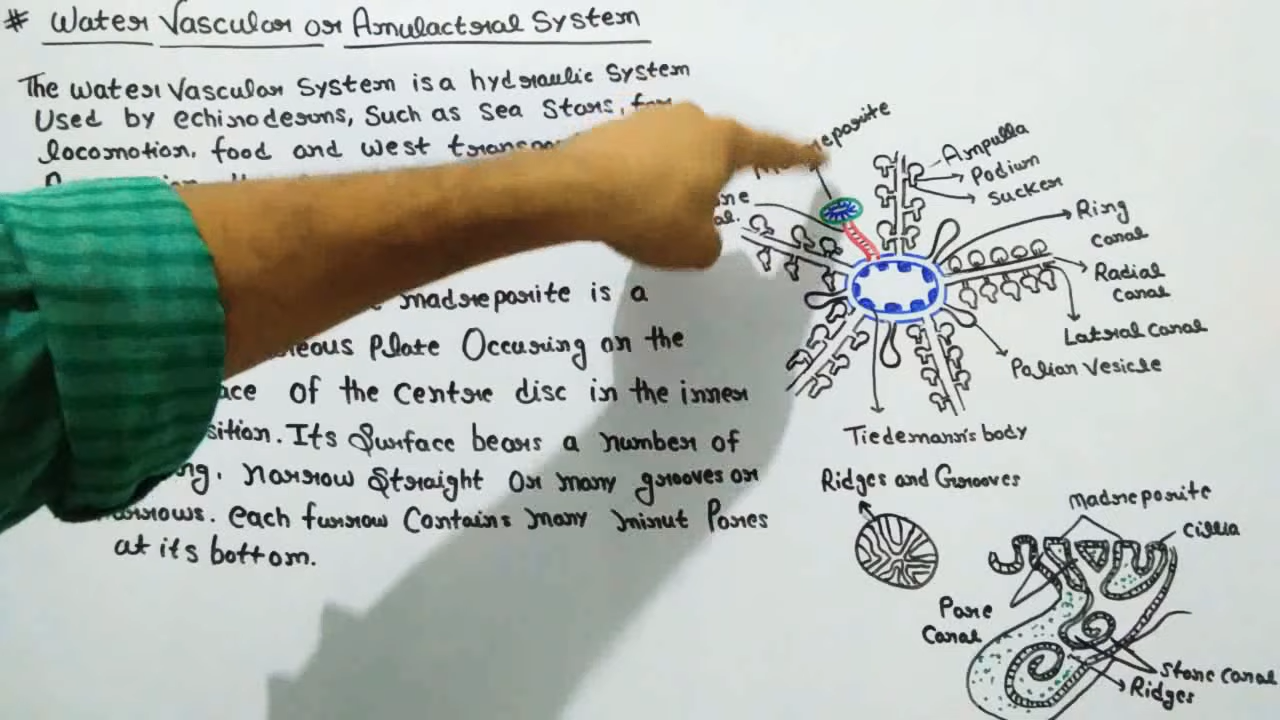 # Water Vascular or Amulactral System
The water Vascular System is a hydraulic System
Used by echinoderms, Such as Sea Stars, for
locomotion, food and west
madreporite is a
Plate Occuring on the
of the Centre disc in the inner
Its Surface bears a number of
narrow Straight or many grooves or
each furrow Contains many minut Pores
at its bottom.
Ampulla
Podium
Sucker
Ring
Canal
Radial
Canal
Latral Canal
Palian Vesicle
Tiedemann's body
Ridges and Grooves
madreporite
Cillia
Pore
Canal
Stone Canal
Ridges